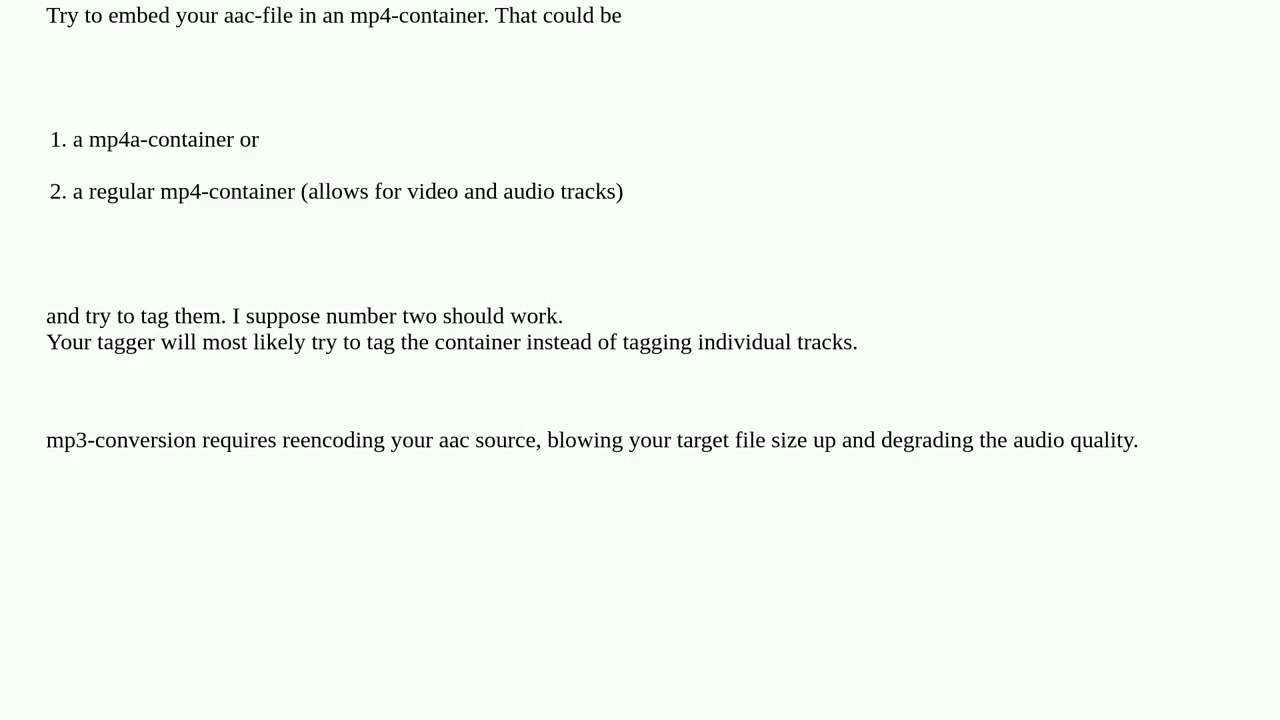 Try to embed your aac-file in an mp4-container. That could be
1. a mp4a-container or
2. a regular mp4-container (allows for video and audio tracks)
and try to tag them. I suppose number two should work.
Your tagger will most likely try to tag the container instead of tagging individual tracks.
mp3-conversion requires reencoding your aac source, blowing your target file size up and degrading the audio quality.